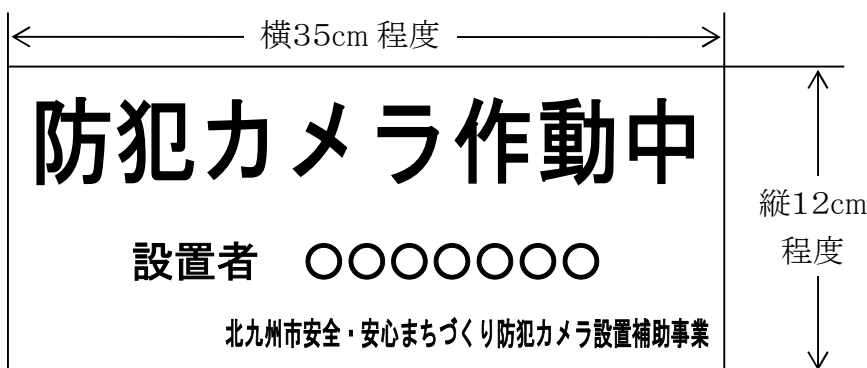 横35cm 程度
防犯カメラ作動中
縦12cm
程度
設置者　○○○○○○○
北九州市安全・安心まちづくり防犯カメラ設置補助事業